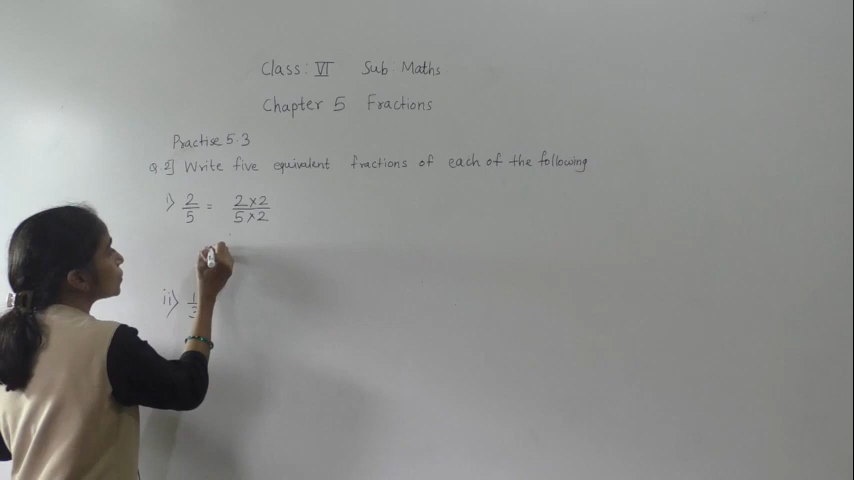 Class: VI Sub Maths
Chapter 5 Fractions
Practise 5.3
Q.2] Write five equivalent fractions of each of the following
i) 2/5 = 2×2/5×2
ii) 1/3